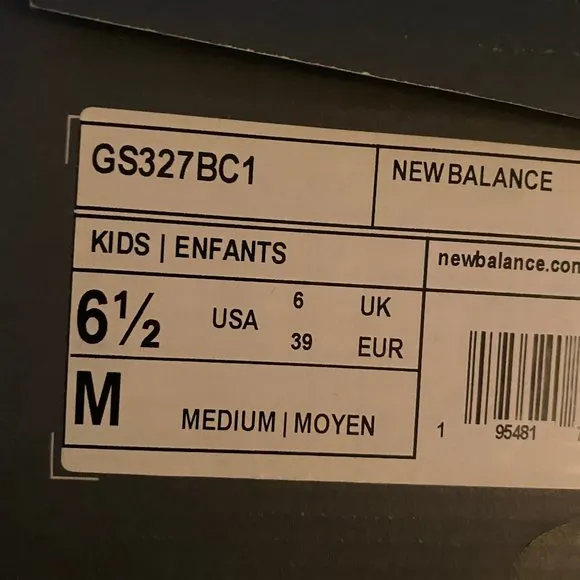 GS327BC1
NEW BALANCE
KIDS | ENFANTS
newbalance.com
6½ USA 6 UK
39 EUR
M MEDIUM | MOYEN
1 95481